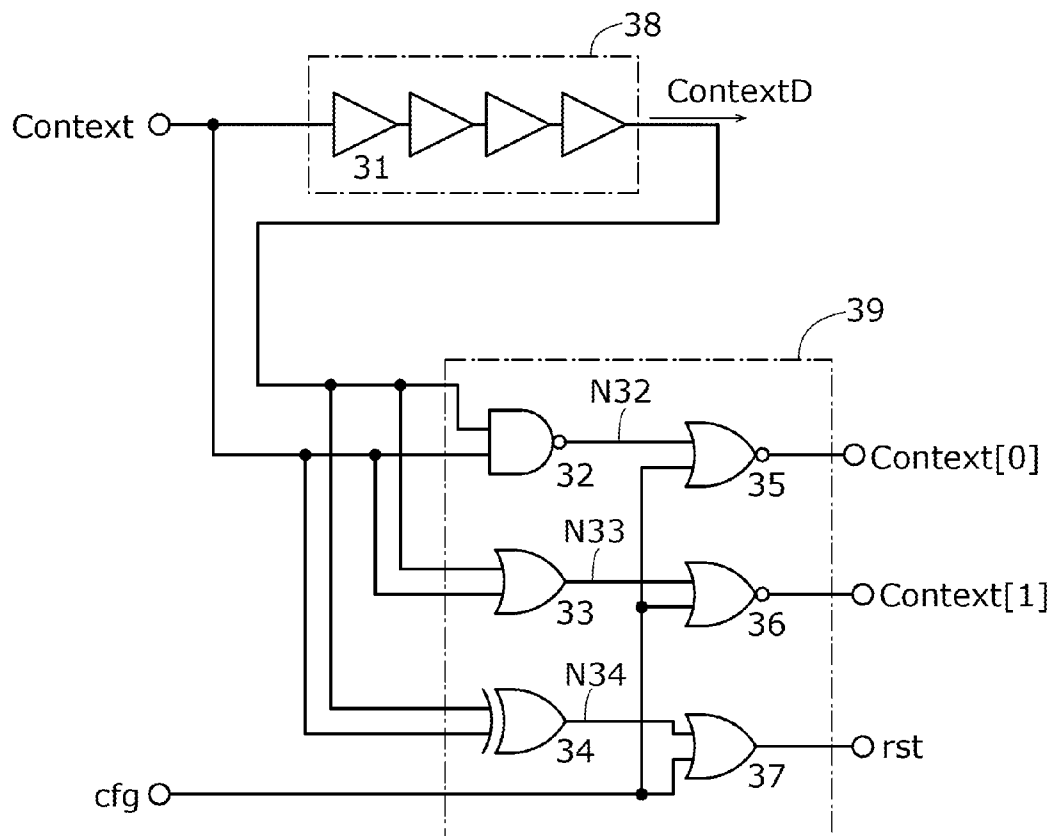 38
Context
ContextD
31
39
N32
32
35
Context[0]
N33
33
36
Context[1]
N34
34
37
rst
cfg